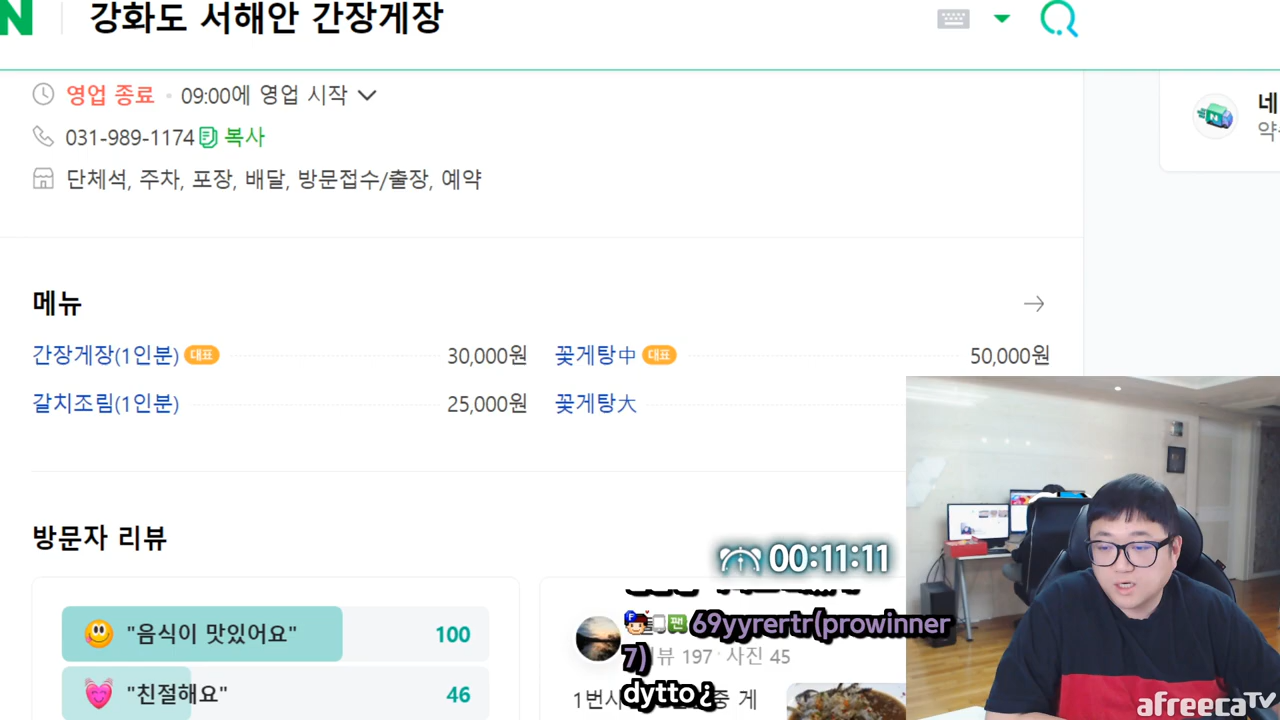 N 강화도 서해안 간장게장
영업 종료 • 09:00에 영업 시작
031-989-1174 복사
단체석, 주차, 포장, 배달, 방문접수/출장, 예약
네
메뉴
간장게장(1인분) 대표 30,000원
꽃게탕中 대표 50,000원
갈치조림(1인분) 25,000원
꽃게탕大
방문자 리뷰
00:11:11
"음식이 맛있어요" 100
"친절해요" 46
팬 69yyrertr(prowinner
7)
뷰 197 · 사진 45
dytto¿
1번 중 게
afreecaTV